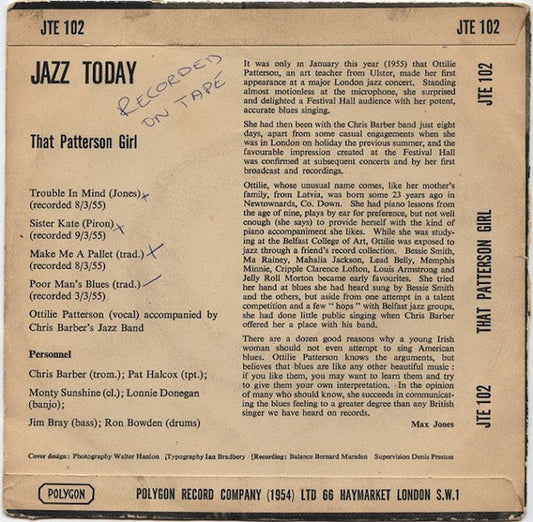 JTE 102
JTE 102
JAZZ TODAY
RECORDED
ON TAPE
That Patterson Girl
Trouble In Mind (Jones) x
(recorded 8/3/55)
Sister Kate (Piron) x
(recorded 9/3/55)
Make Me A Pallet (trad.) x
(recorded 8/3/55)
Poor Man's Blues (trad.)
(recorded 3/3/55)
Ottilie Patterson (vocal) accompanied by
Chris Barber's Jazz Band
Personnel
Chris Barber (trom.); Pat Halcox (tpt.);
Monty Sunshine (cl.); Lonnie Donegan
(banjo);
Jim Bray (bass); Ron Bowden (drums)
It was only in January this year (1955) that Ottilie
Patterson, an art teacher from Ulster, made her first
appearance at a major London jazz concert. Standing
almost motionless at the microphone, she surprised
and delighted a Festival Hall audience with her potent,
accurate blues singing.
She had then been with the Chris Barber band just eight
days, apart from some casual engagements when she
was in London on holiday the previous summer, and the
favourable impression created at the Festival Hall
was confirmed at subsequent concerts and by her first
broadcast and recordings.
Ottilie, whose unusual name comes, like her mother's
family, from Latvia, was born some 23 years ago in
Newtownards, Co. Down. She had piano lessons from
the age of nine, plays by ear for preference, but not well
enough (she says) to provide herself with the kind of
piano accompaniment she likes. While she was study-
ing at the Belfast College of Art, Ottilie was exposed to
jazz through a friend's record collection. Bessie Smith,
Ma Rainey, Mahalia Jackson, Lead Belly, Memphis
Minnie, Cripple Clarence Lofton, Louis Armstrong and
Jelly Roll Morton became early favourites. She tried
her hand at blues she had heard sung by Bessie Smith
and the others, but aside from one attempt in a talent
competition and a few " hops " with Belfast jazz groups,
she had done little public singing when Chris Barber
offered her a place with his band.
There are a dozen good reasons why a young Irish
woman should not even attempt to sing American
blues. Ottilie Patterson knows the arguments, but
believes that blues are like any other beautiful music :
if you like them, you may want to learn them and try
to give them your own interpretation. In the opinion
of many who should know, she succeeds in communicat-
ing the blues feeling to a greater degree than any British
singer we have heard on records.
Max Jones
JTE 102
THAT PATTERSON GIRL
JTE 102
Cover design : Photography Walter Hanlon Typography Ian Bradbery Recording: Balance Bernard Marsden Supervision Denis Preston
POLYGON
POLYGON RECORD COMPANY (1954) LTD 66 HAYMARKET LONDON S.W.1